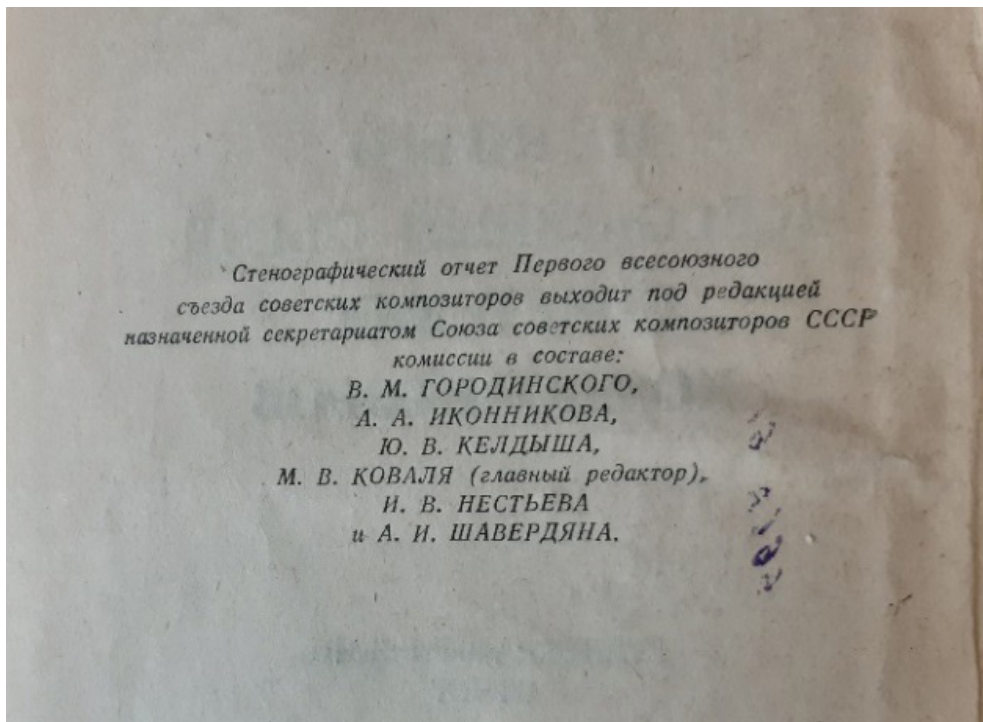 Стенографический отчет Первого всесоюзного
съезда советских композиторов выходит под редакцией
назначенной секретариатом Союза советских композиторов СССР
комиссии в составе:
В. М. ГОРОДИНСКОГО,
А. А. ИКОННИКОВА,
Ю. В. КЕЛДЫША,
М. В. КОВАЛЯ (главный редактор),
И. В. НЕСТЬЕВА
и А. И. ШАВЕРДЯНА.